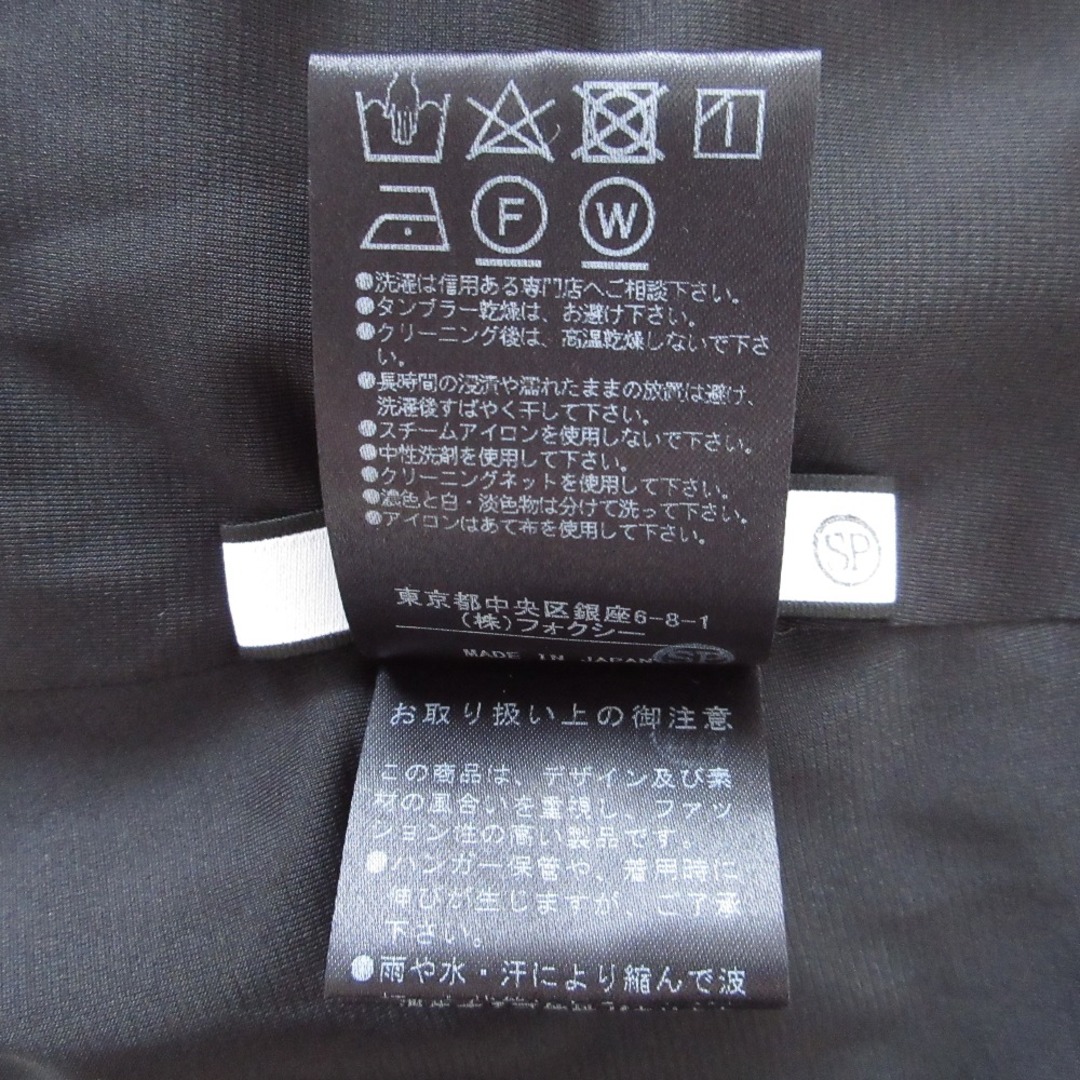 F W
●洗濯は信用ある専門店へご相談下さい。
●タンブラー乾燥は、お避け下さい。
●クリーニング後は、高温乾燥しないで下さ
い。
●長時間の浸漬や濡れたままの放置は避け、
洗濯後すばやく干して下さい。
●スチームアイロンを使用しないで下さい。
●中性洗剤を使用して下さい。
●クリーニングネットを使用して下さい。
●濃色と白・淡色物は分けて洗って下さい。
●アイロンはあて布を使用して下さい。
SP
東京都中央区銀座6-8-1
(株)フォクシー
MADE IN JAPAN SP
お取り扱い上の御注意
この商品は、デザイン及び素
材の風合いを重視し、ファッ
ション性の高い製品です。
●ハンガー保管や、着用時に
伸びが生じますが、ご了承
下さい。
●雨や水・汗により縮んで波